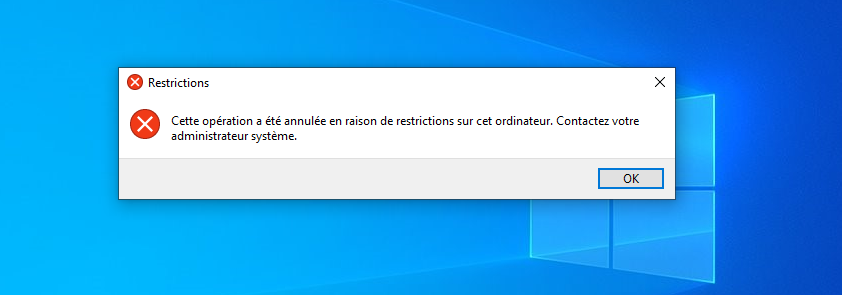 Restrictions
Cette opération a été annulée en raison de restrictions sur cet ordinateur. Contactez votre
administrateur système.
OK